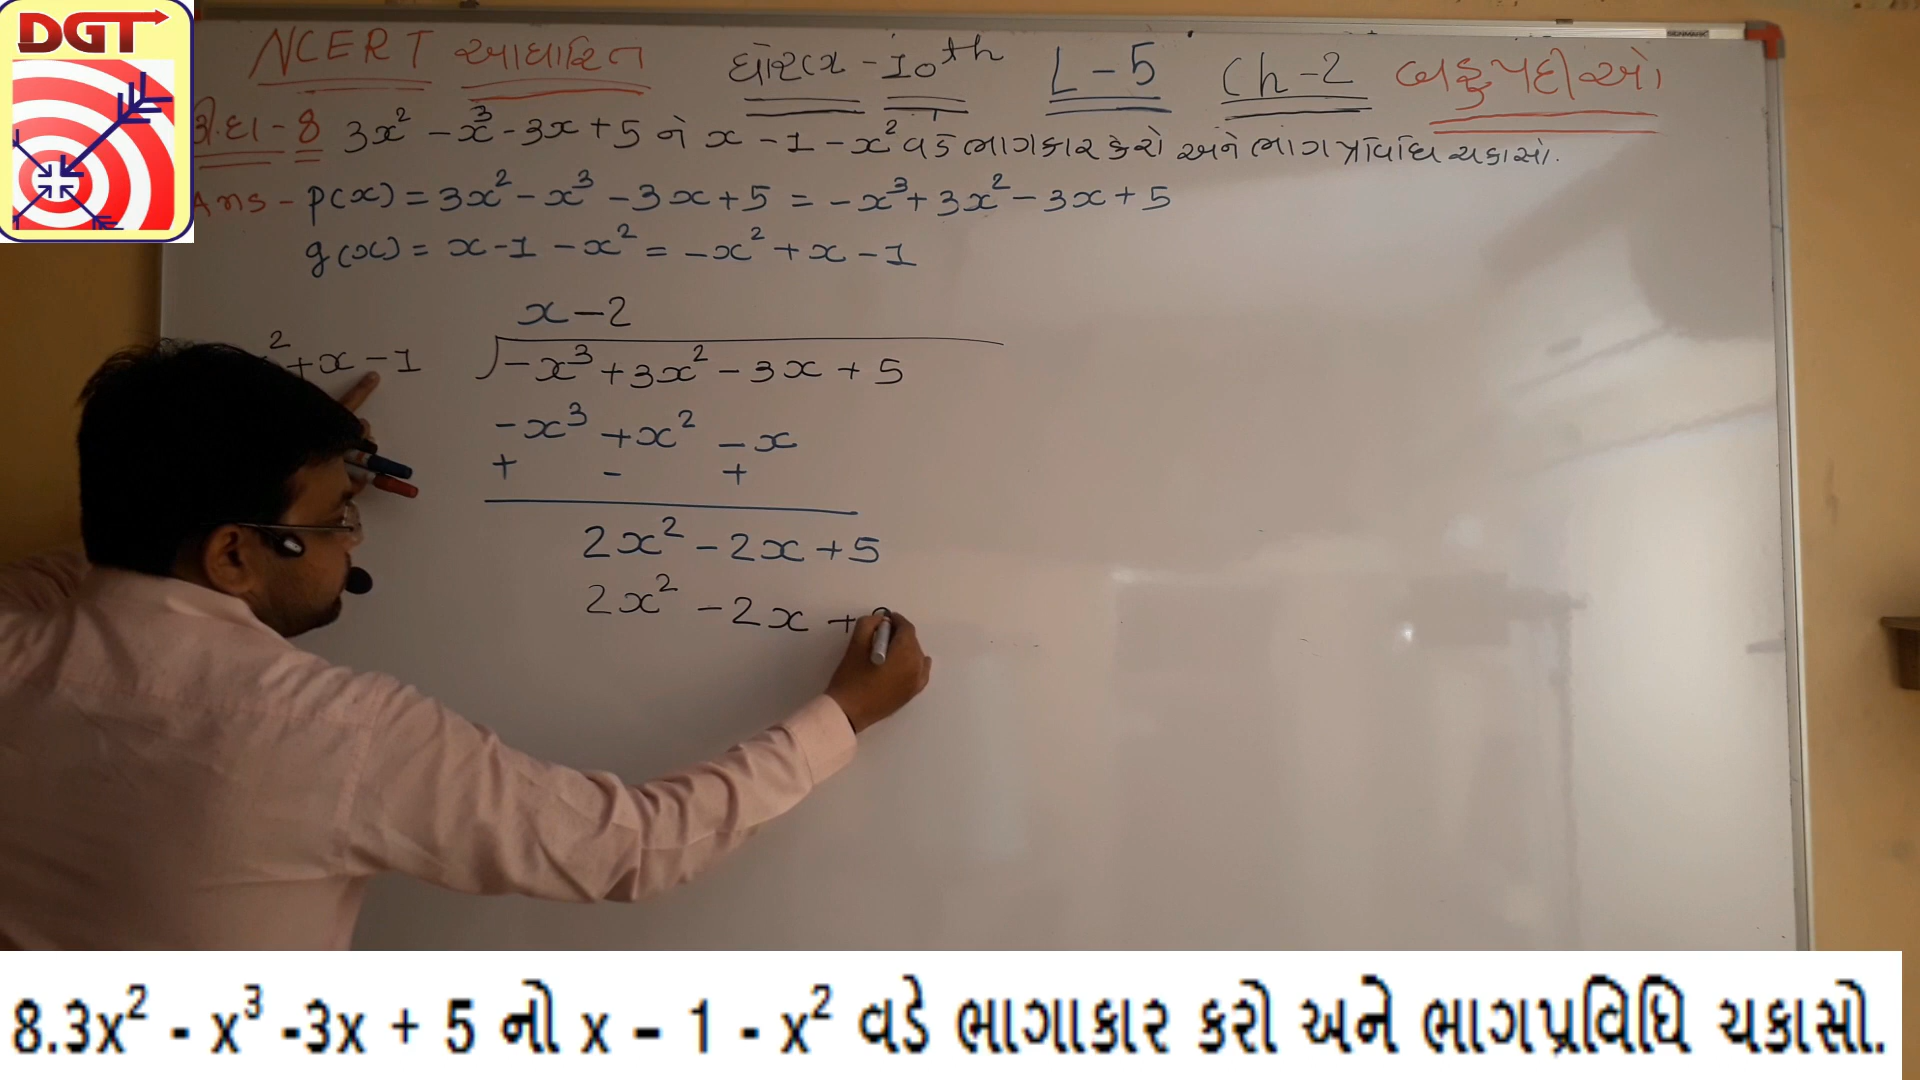 DGT
NCERT આધારિત ધોરણ - 10th L-5 Ch-2 બહુપદીઓ
ઉ.દા-8 3x² - x³ - 3x + 5 ને x - 1 - x² વડે ભાગાકાર કરો અને ભાગ પ્રવિધિ ચકાસો.
Ans - p(x) = 3x² - x³ - 3x + 5 = -x³ + 3x² - 3x + 5
g(x) = x - 1 - x² = -x² + x - 1
x - 2
² + x - 1 -x³ + 3x² - 3x + 5
-x³ + x² - x
+ - +
2x² - 2x + 5
2x² - 2x +
8.3x² - x³ -3x + 5 નો x – 1 - x² વડે ભાગાકાર કરો અને ભાગપ્રવિધિ ચકાસો.